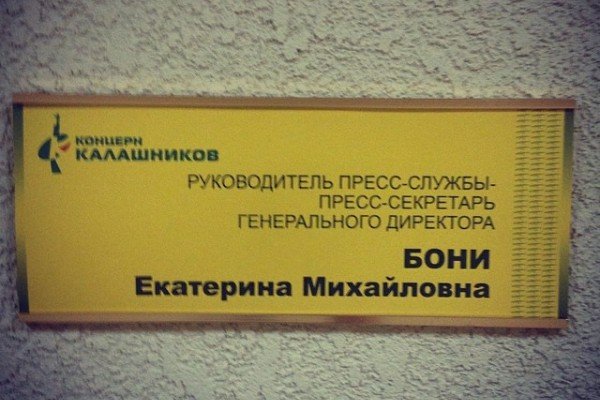 КОНЦЕРН
КАЛАШНИКОВ
РУКОВОДИТЕЛЬ ПРЕСС-СЛУЖБЫ-
ПРЕСС-СЕКРЕТАРЬ
ГЕНЕРАЛЬНОГО ДИРЕКТОРА
БОНИ
Екатерина Михайловна